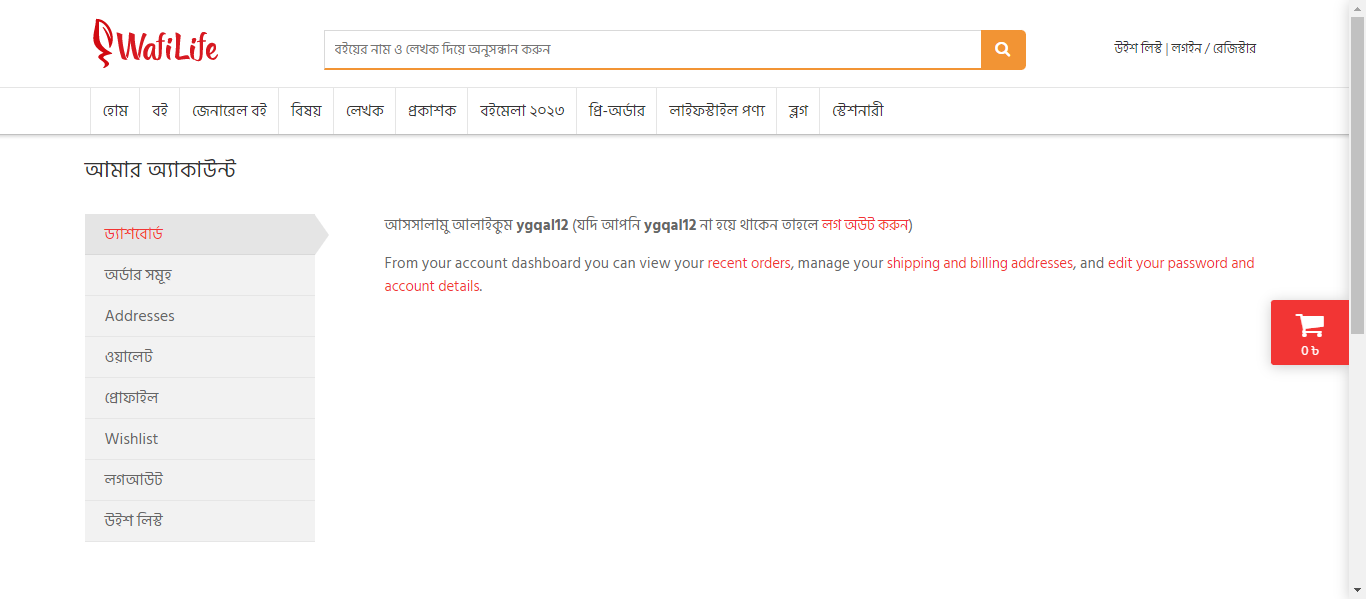 WafiLife
বইয়ের নাম ও লেখক দিয়ে অনুসন্ধান করুন
উইশ লিস্ট | লগইন / রেজিস্টার
হোম বই জেনারেল বই বিষয় লেখক প্রকাশক বইমেলা ২০২৩ প্রি-অর্ডার লাইফস্টাইল পণ্য ব্লগ স্টেশনারী
আমার অ্যাকাউন্ট
ড্যাশবোর্ড
অর্ডার সমূহ
Addresses
ওয়ালেট
প্রোফাইল
Wishlist
লগআউট
উইশ লিস্ট
আসসালামু আলাইকুম ygqal12 (যদি আপনি ygqal12 না হয়ে থাকেন তাহলে লগ অউট করুন)
From your account dashboard you can view your recent orders, manage your shipping and billing addresses, and edit your password and
account details.
0 ৳